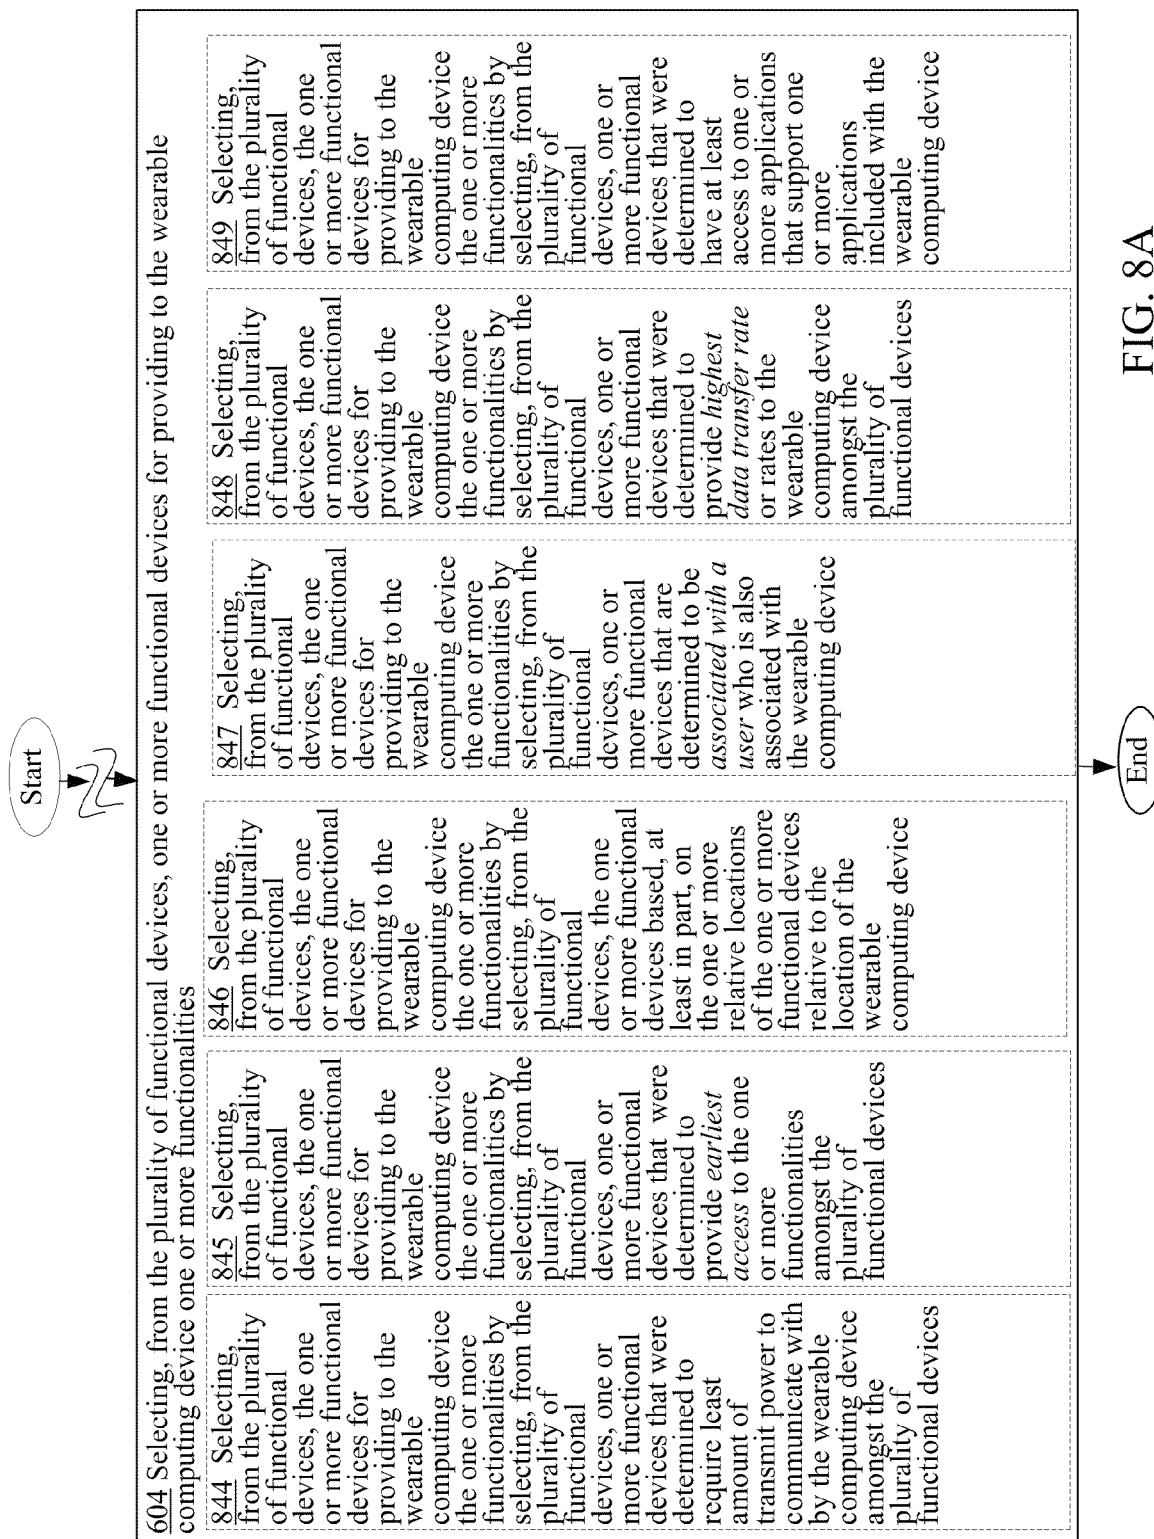 Start
604 Selecting, from the plurality of functional devices, one or more functional devices for providing to the wearable
computing device one or more functionalities
844 Selecting,
from the plurality
of functional
devices, the one
or more functional
devices for
providing to the
wearable
computing device
the one or more
functionalities by
selecting, from the
plurality of
functional
devices, one or
more functional
devices that were
determined to
require least
amount of
transmit power to
communicate with
by the wearable
computing device
amongst the
plurality of
functional devices
845 Selecting,
from the plurality
of functional
devices, the one
or more functional
devices for
providing to the
wearable
computing device
the one or more
functionalities by
selecting, from the
plurality of
functional
devices, one or
more functional
devices that were
determined to
provide earliest
access to the one
or more
functionalities
amongst the
plurality of
functional devices
846 Selecting,
from the plurality
of functional
devices, the one
or more functional
devices for
providing to the
wearable
computing device
the one or more
functionalities by
selecting, from the
plurality of
functional
devices, the one
or more functional
devices based, at
least in part, on
the one or more
relative locations
of the one or more
functional devices
relative to the
location of the
wearable
computing device
847 Selecting,
from the plurality
of functional
devices, the one
or more functional
devices for
providing to the
wearable
computing device
the one or more
functionalities by
selecting, from the
plurality of
functional
devices, one or
more functional
devices that are
determined to be
associated with a
user who is also
associated with
the wearable
computing device
848 Selecting,
from the plurality
of functional
devices, the one
or more functional
devices for
providing to the
wearable
computing device
the one or more
functionalities by
selecting, from the
plurality of
functional
devices, one or
more functional
devices that were
determined to
provide highest
data transfer rate
or rates to the
wearable
computing device
amongst the
plurality of
functional devices
849 Selecting,
from the plurality
of functional
devices, the one
or more functional
devices for
providing to the
wearable
computing device
the one or more
functionalities by
selecting, from the
plurality of
functional
devices, one or
more functional
devices that were
determined to
have at least
access to one or
more applications
that support one
or more
applications
included with the
wearable
computing device
End
FIG. 8A